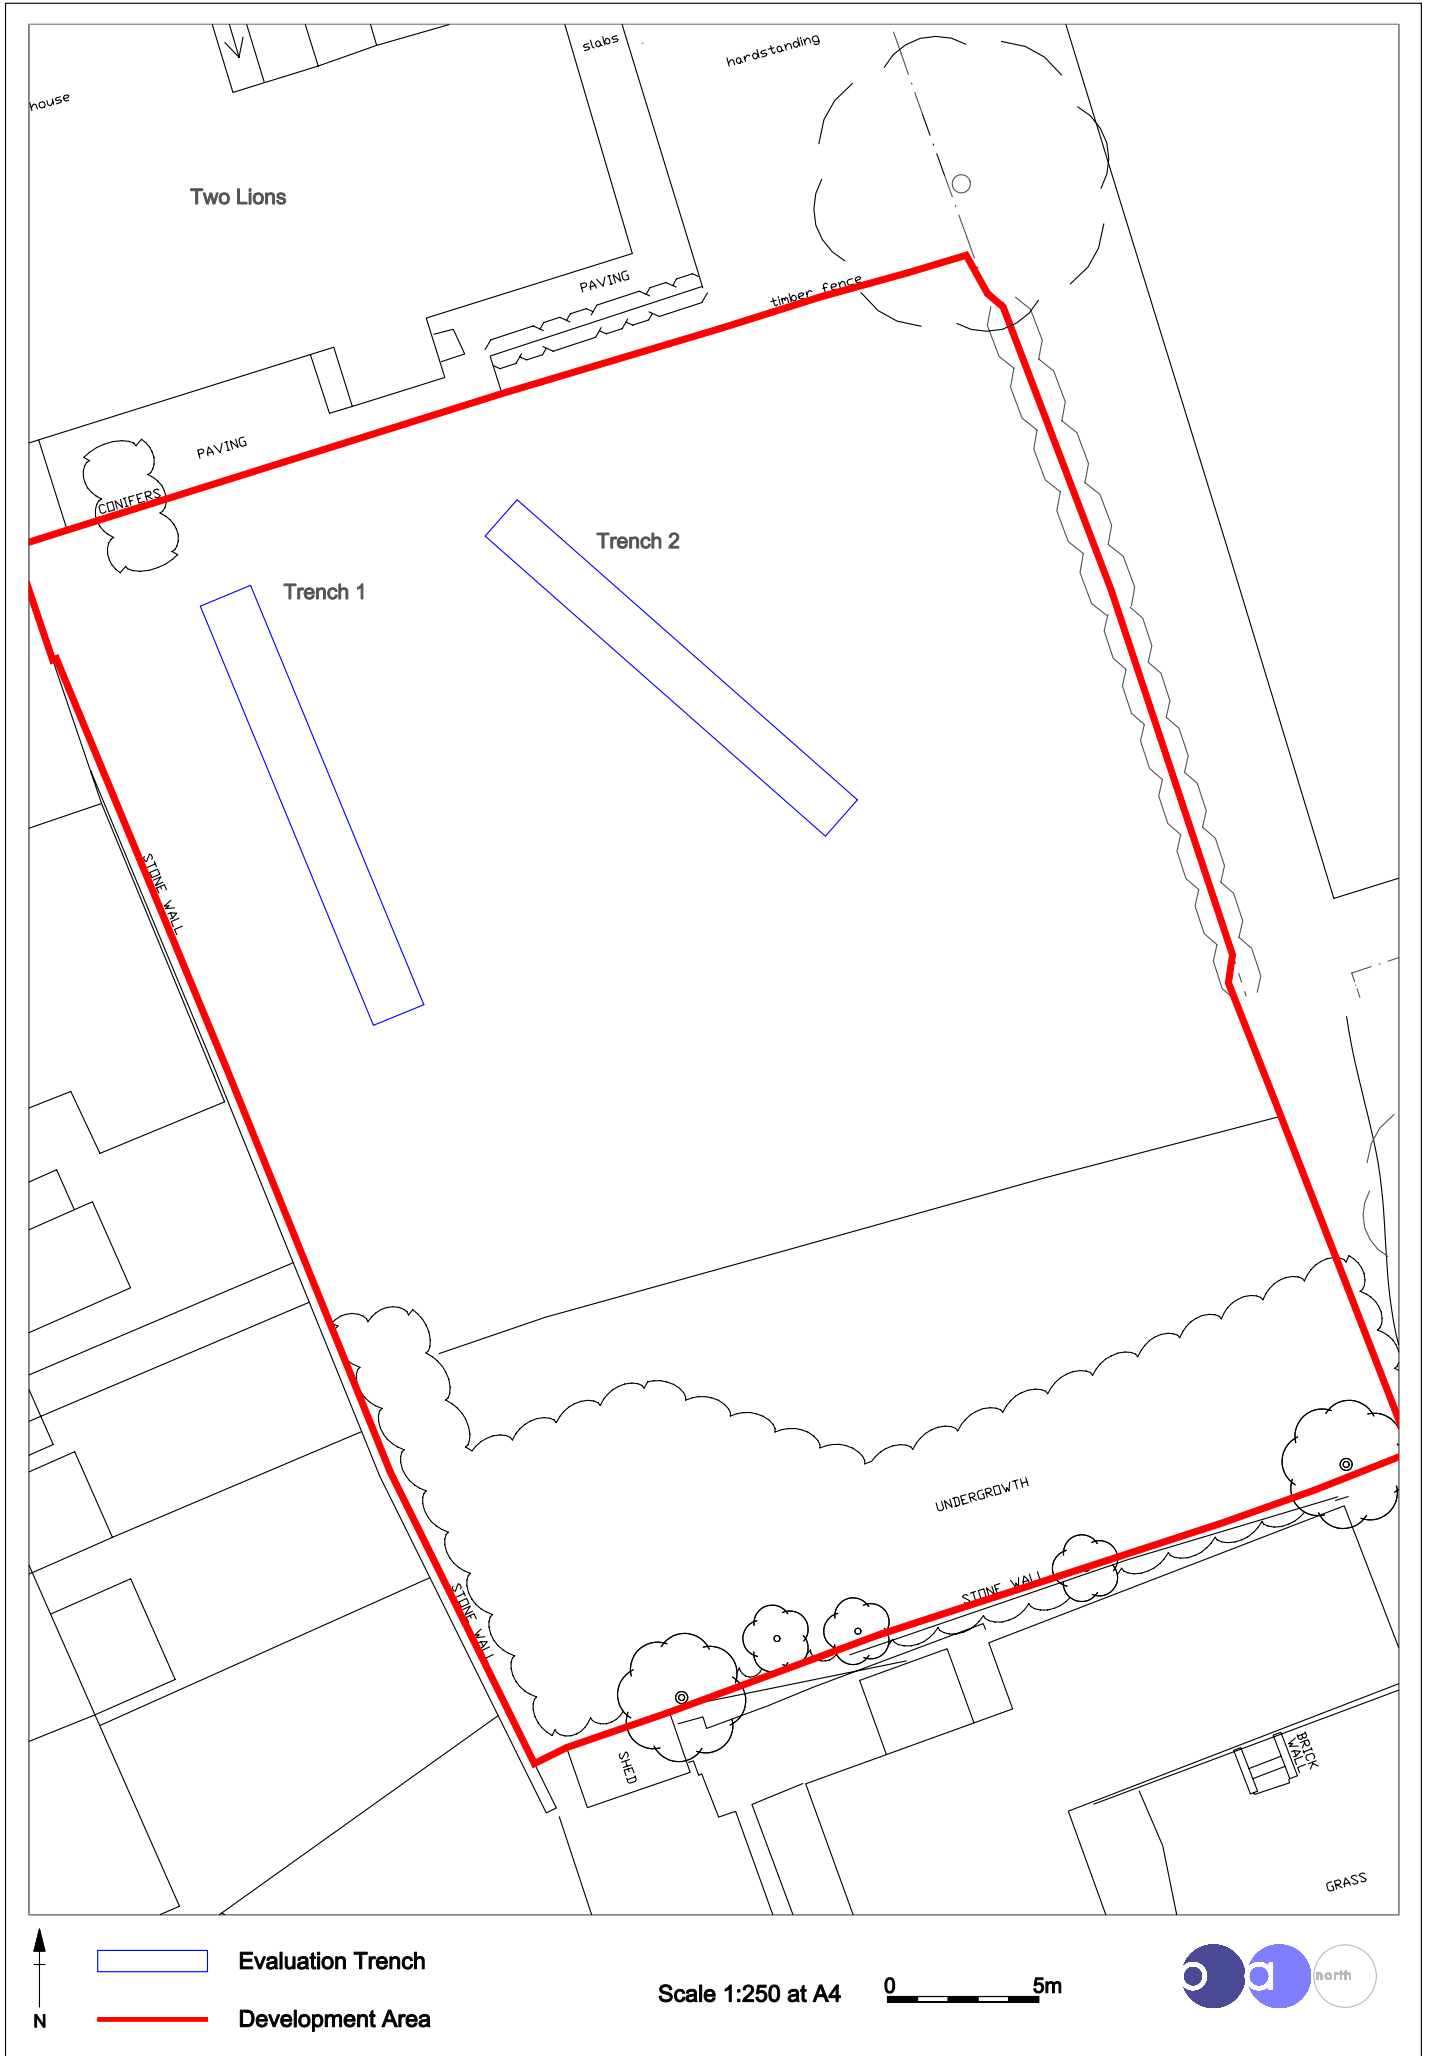 slabs
hardstanding
house
Two Lions
PAVING
timber fence
PAVING
CONIFERS
Trench 2
Trench 1
STONE WALL
UNDERGROWTH
STONE WALL
STONE WALL
SHED
BRICK
WALL
GRASS
N
Evaluation Trench
Development Area
Scale 1:250 at A4
0 5m
oa north